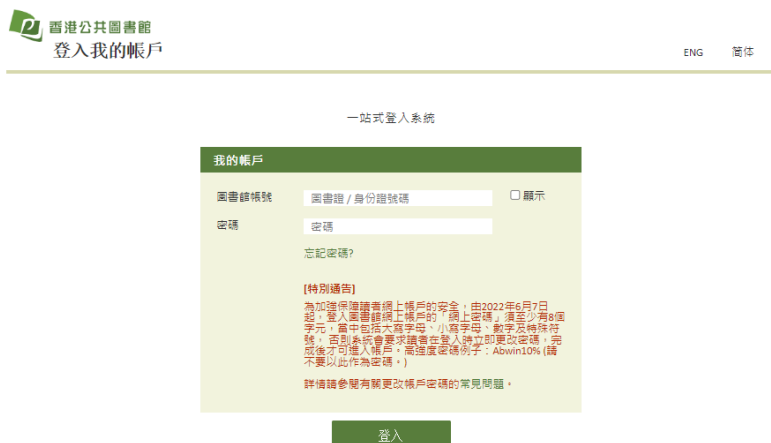 香港公共圖書館
登入我的帳戶
ENG 简体
一站式登入系統
我的帳戶
圖書館帳號 圖書證 / 身份證號碼 顯示
密碼 密碼
忘記密碼?
[特別通告]
為加強保障讀者網上帳戶的安全，由2022年6月7日
起，登入圖書館網上帳戶的「網上密碼」須至少有8個
字元，當中包括大寫字母、小寫字母、數字及特殊符
號， 否則系統會要求讀者在登入時立即更改密碼，完
成後才可進入帳戶。高強度密碼例子：Abwin10% (請
不要以此作為密碼。)
詳情請參閱有關更改帳戶密碼的常見問題。
登入